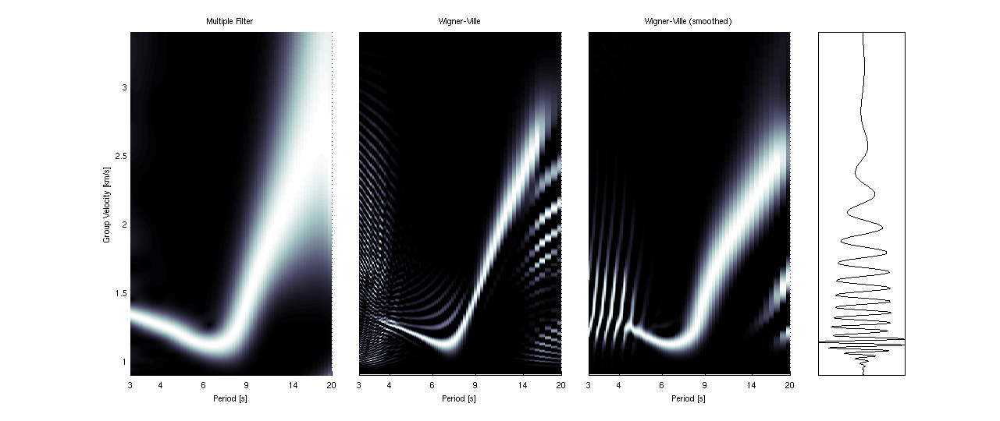 Multiple Filter
Wigner-Ville
Wigner-Ville (smoothed)
Group Velocity [km/s]
3
2.5
2
1.5
1
3 4 6 9 14 20
3 4 6 9 14 20
3 4 6 9 14 20
Period [s]
Period [s]
Period [s]